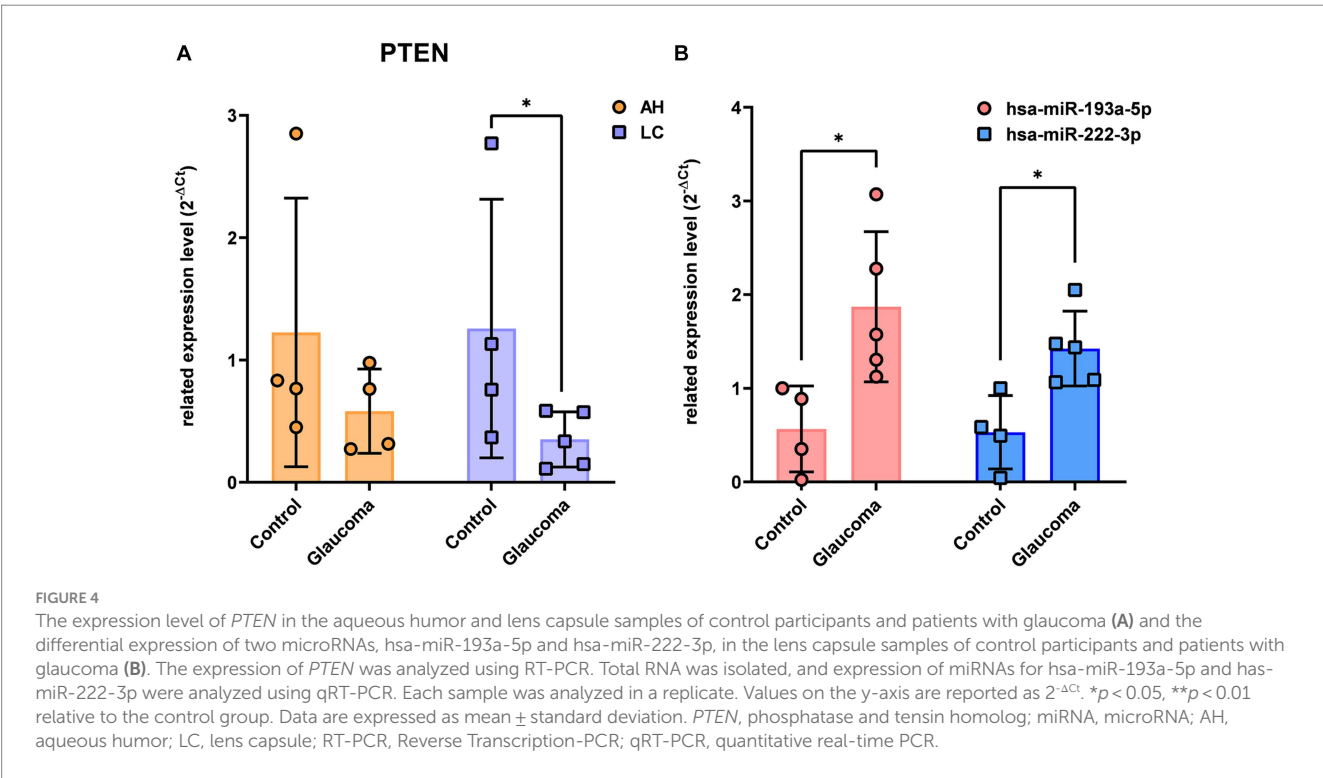 A
PTEN
AH
LC
*
3
2
1
0
related expression level (2-ΔCt)
Control
Glaucoma
Control
Glaucoma
B
hsa-miR-193a-5p
hsa-miR-222-3p
*
*
4
3
2
1
0
related expression level (2-ΔCt)
Control
Glaucoma
Control
Glaucoma
FIGURE 4
The expression level of PTEN in the aqueous humor and lens capsule samples of control participants and patients with glaucoma (A) and the
differential expression of two microRNAs, hsa-miR-193a-5p and hsa-miR-222-3p, in the lens capsule samples of control participants and patients with
glaucoma (B). The expression of PTEN was analyzed using RT-PCR. Total RNA was isolated, and expression of miRNAs for hsa-miR-193a-5p and has-
miR-222-3p were analyzed using qRT-PCR. Each sample was analyzed in a replicate. Values on the y-axis are reported as 2-ΔCt. *p < 0.05, **p < 0.01
relative to the control group. Data are expressed as mean ± standard deviation. PTEN, phosphatase and tensin homolog; miRNA, microRNA; AH,
aqueous humor; LC, lens capsule; RT-PCR, Reverse Transcription-PCR; qRT-PCR, quantitative real-time PCR.